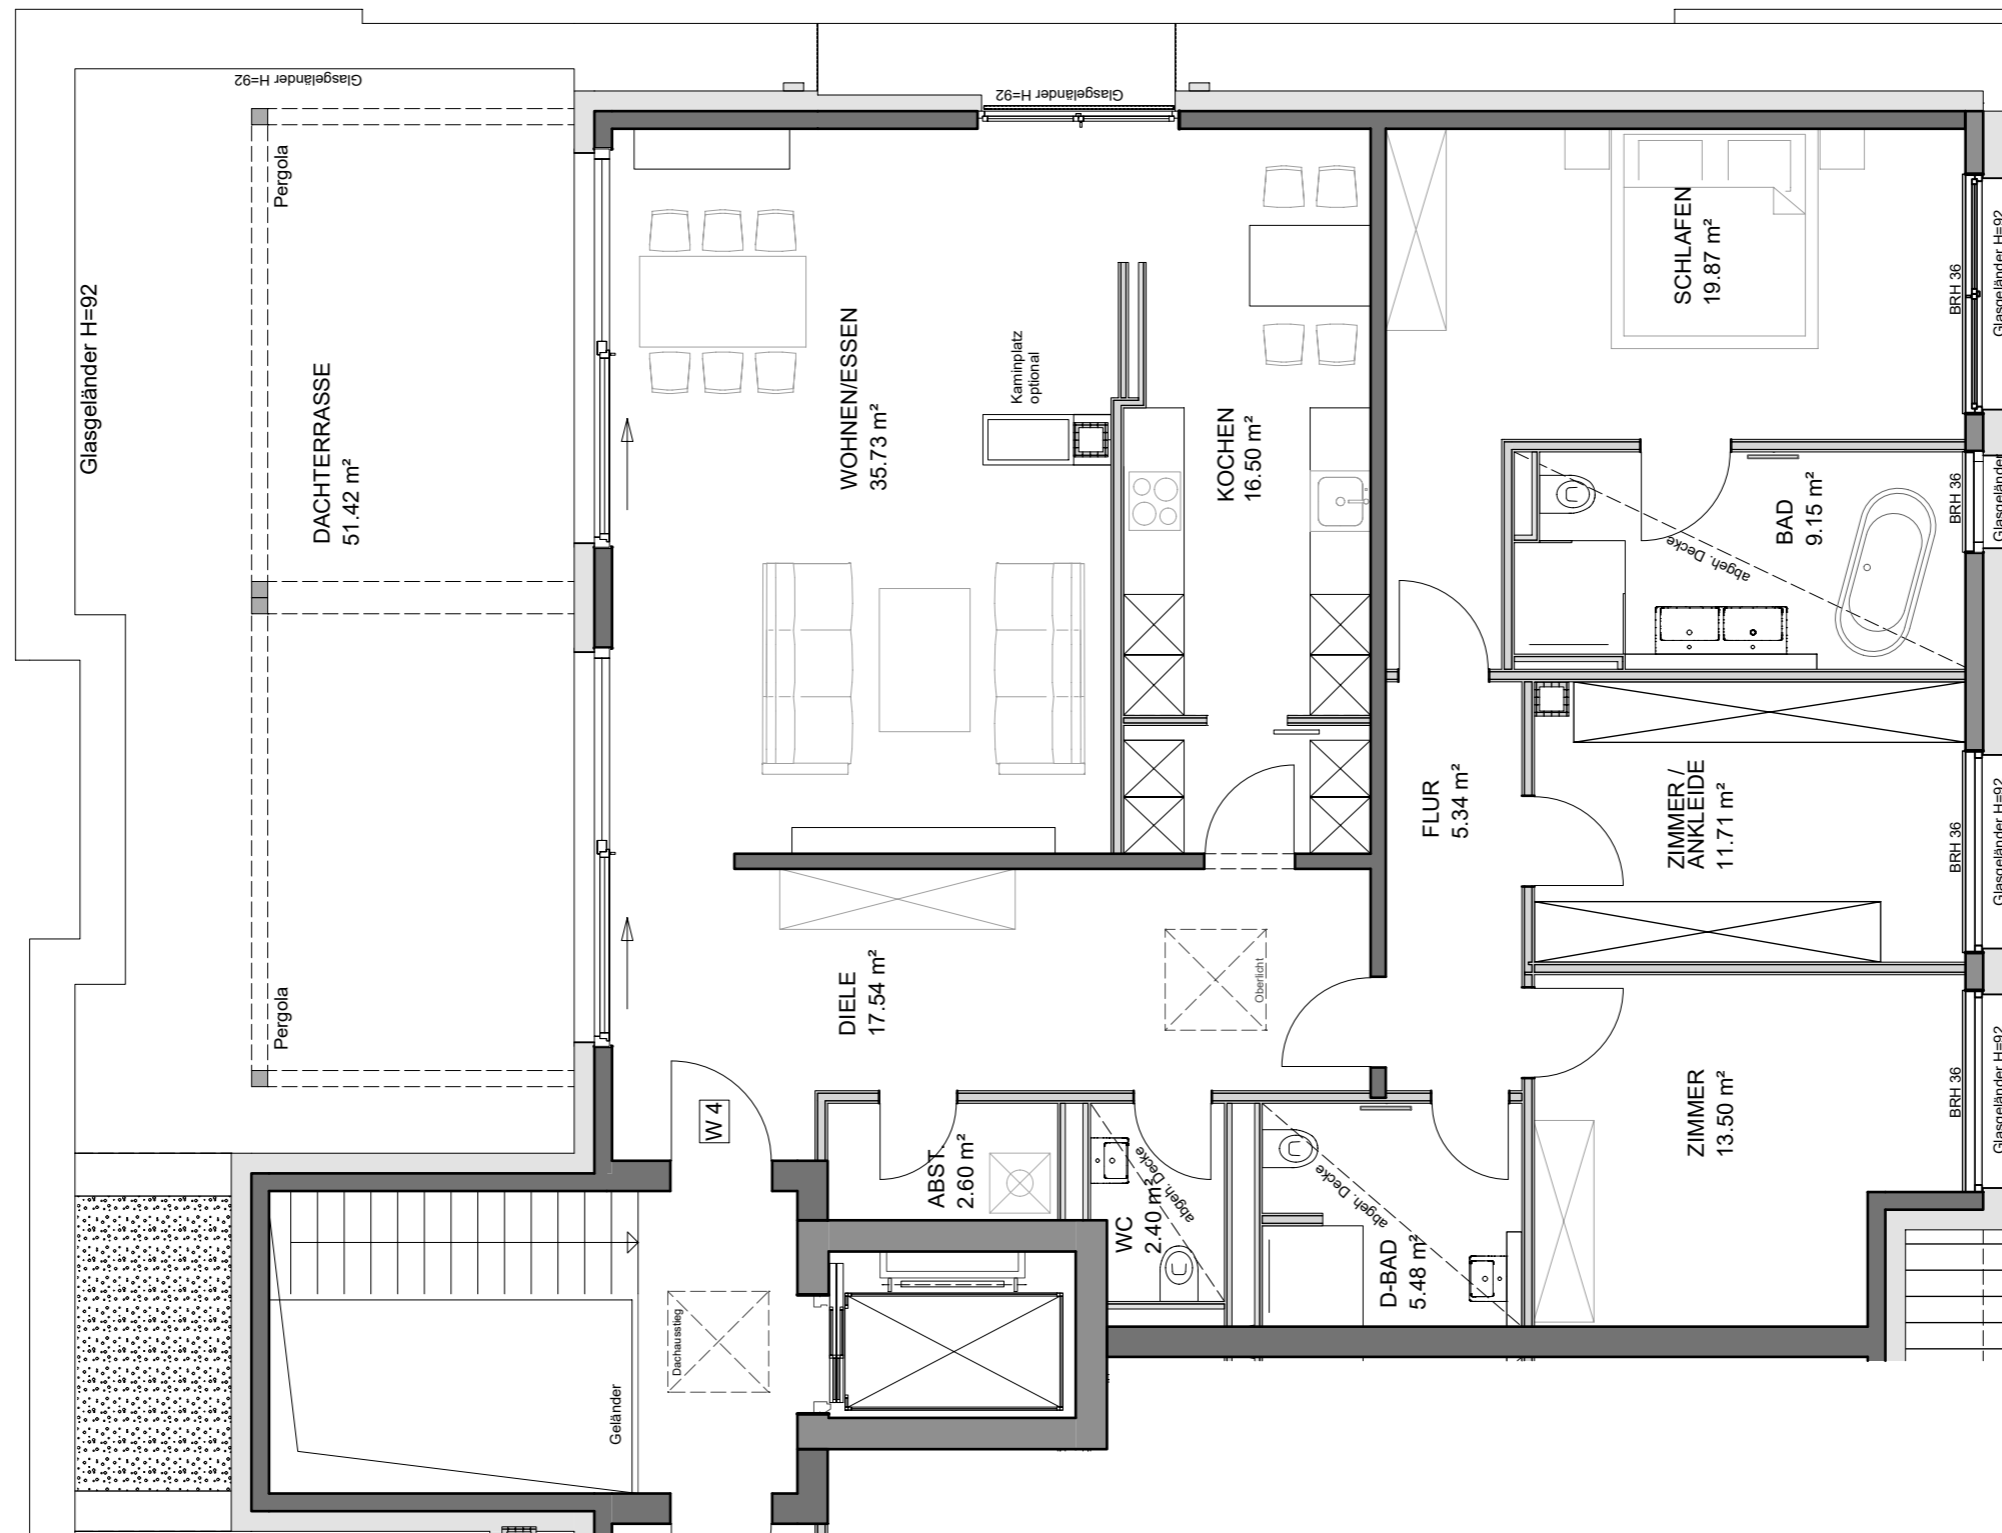 Glasgeländer H=92
Glasgeländer H=92
Glasgeländer H=92
Pergola
DACHTERRASSE
51.42 m²
Pergola
WOHNEN/ESSEN
35.73 m²
Kaminplatz
optional
KOCHEN
16.50 m²
SCHLAFEN
19.87 m²
BRH 36
Glasgeländer H=92
BAD
9.15 m²
abgeh. Decke
BRH 36
Glasgeländer
FLUR
5.34 m²
ZIMMER /
ANKLEIDE
11.71 m²
BRH 36
Glasgeländer H=92
DIELE
17.54 m²
Oberlicht
W 4
ABST.
2.60 m²
WC
2.40 m²
abgeh. Decke
D-BAD
5.48 m²
abgeh. Decke
ZIMMER
13.50 m²
BRH 36
Glasgeländer H=92
Dachausstieg
Geländer